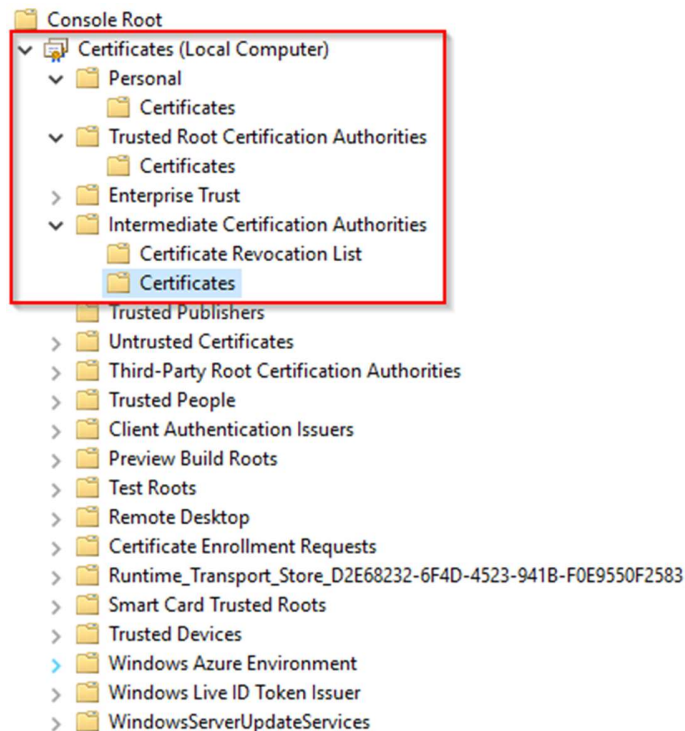 Console Root
Certificates (Local Computer)
Personal
Certificates
Trusted Root Certification Authorities
Certificates
Enterprise Trust
Intermediate Certification Authorities
Certificate Revocation List
Certificates
Trusted Publishers
Untrusted Certificates
Third-Party Root Certification Authorities
Trusted People
Client Authentication Issuers
Preview Build Roots
Test Roots
Remote Desktop
Certificate Enrollment Requests
Runtime_Transport_Store_D2E68232-6F4D-4523-941B-F0E9550F2583
Smart Card Trusted Roots
Trusted Devices
Windows Azure Environment
Windows Live ID Token Issuer
WindowsServerUpdateServices